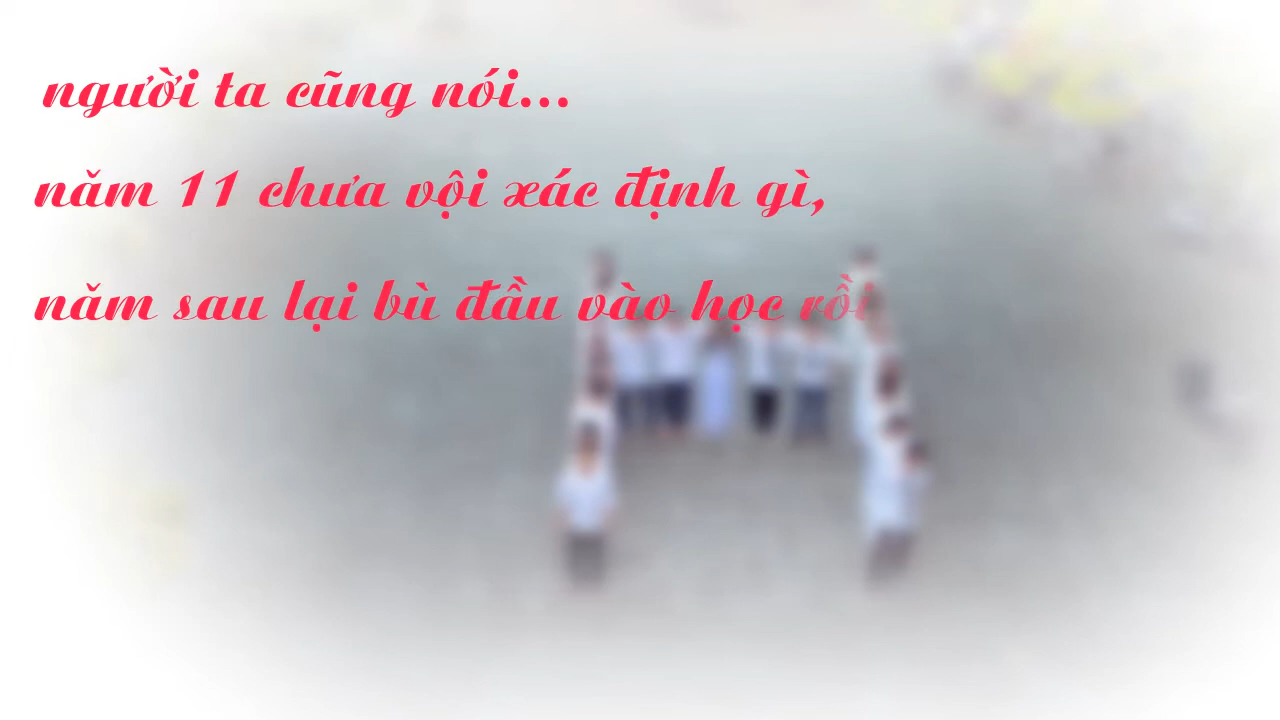 người ta cũng nói...
năm 11 chưa vội xác định gì,
năm sau lại bù đầu vào học rồi